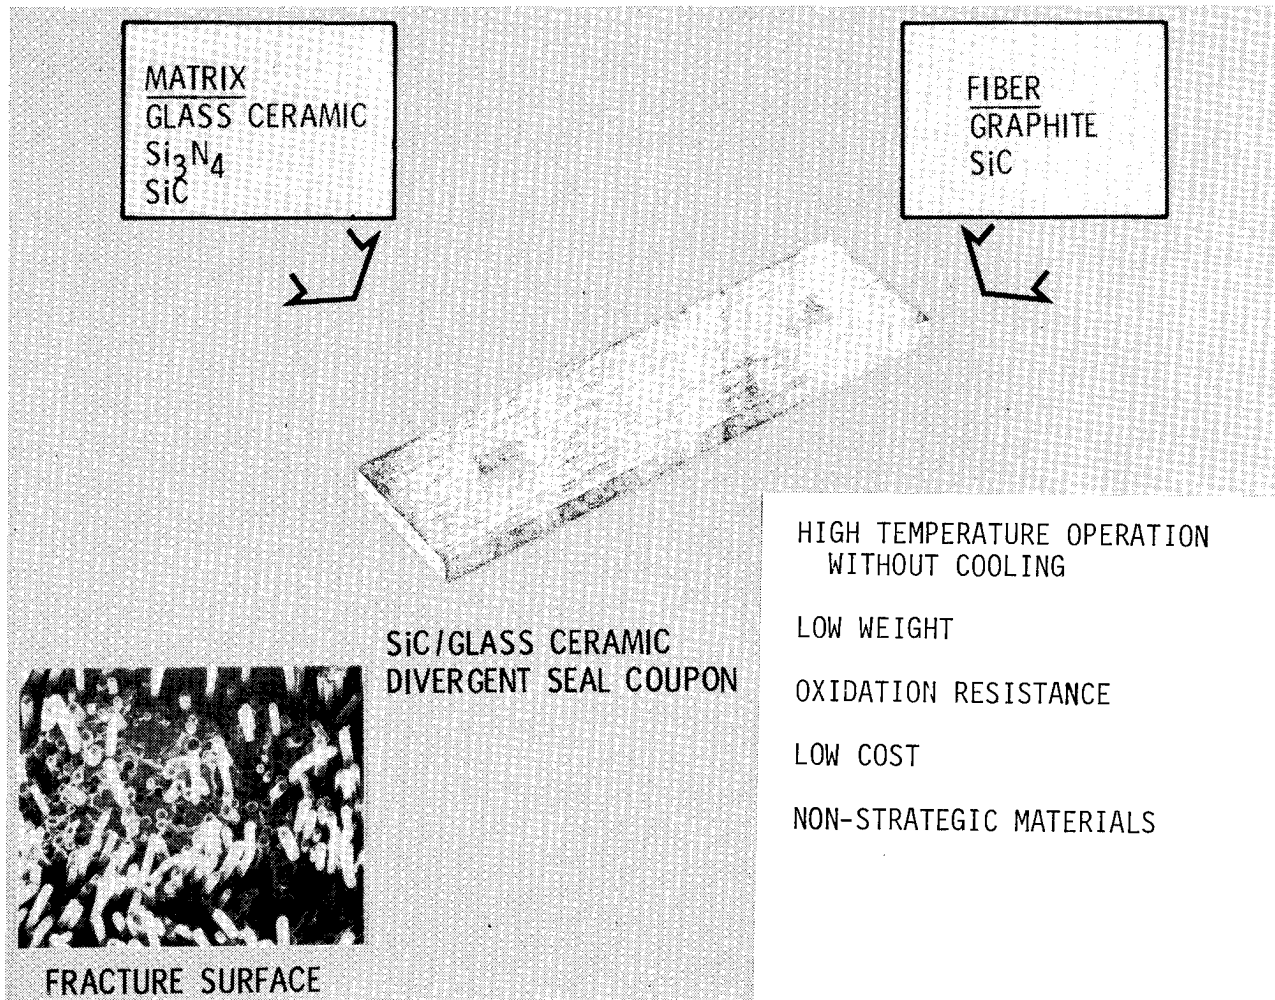 MATRIX
GLASS CERAMIC
Si₃N₄
SiC
FIBER
GRAPHITE
SiC
SiC/GLASS CERAMIC
DIVERGENT SEAL COUPON
HIGH TEMPERATURE OPERATION
WITHOUT COOLING
LOW WEIGHT
OXIDATION RESISTANCE
LOW COST
NON-STRATEGIC MATERIALS
FRACTURE SURFACE